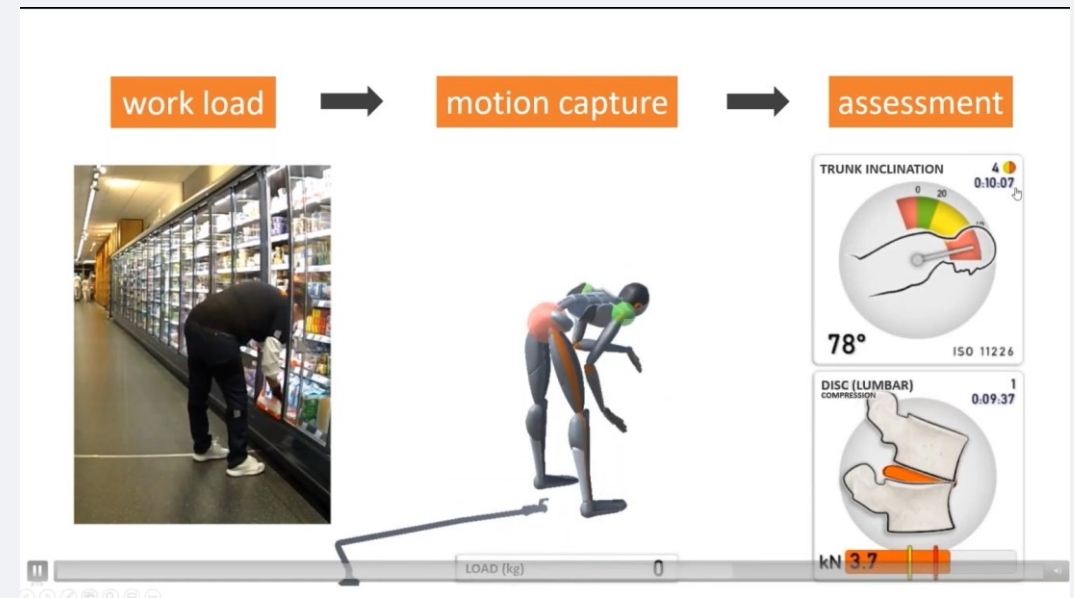 work load
motion capture
assessment
TRUNK INCLINATION
4
0:10:07
0
20
78°
ISO 11226
DISC (LUMBAR)
COMPRESSION
1
0:09:37
kN 3.7
LOAD (kg) 0